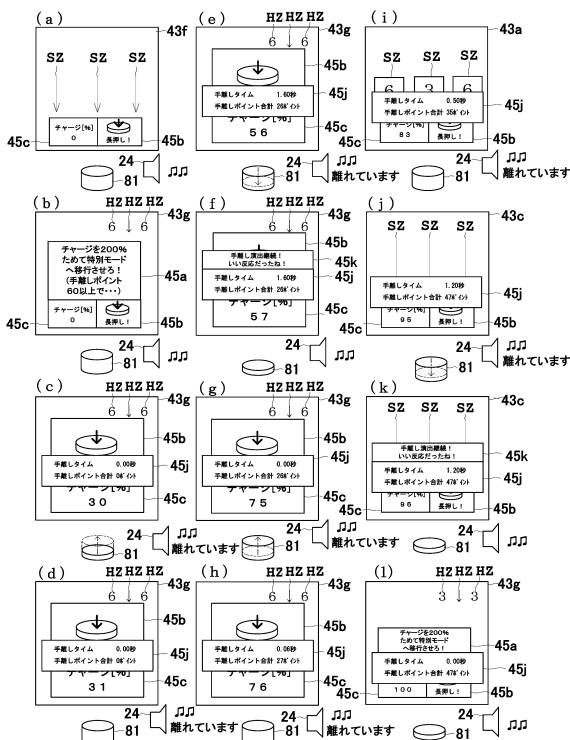 (a)
43f
SZ SZ SZ
チャージ[%]
0
長押し!
45c
45b
24
81
(b)
HZ HZ HZ
6 ↓ 6
43g
チャージを200%
ためて特別モード
へ移行させろ!
(手離しポイント
60以上で・・・)
45a
チャージ[%]
0
長押し!
45c
45b
24
81
(c)
HZ HZ HZ
6 ↓ 6
43g
45b
手離しタイム 0.00秒
手離しポイント合計 0ポイント
45j
チャージ[%]
30
45c
24
離れています
81
(d)
HZ HZ HZ
6 ↓ 6
43g
45b
手離しタイム 0.00秒
手離しポイント合計 0ポイント
45j
チャージ[%]
31
45c
24
離れています
81
(e)
HZ HZ HZ
6 ↓ 6
43g
45b
手離しタイム 1.60秒
手離しポイント合計 26ポイント
45j
チャージ[%]
56
45c
24
離れています
81
(f)
HZ HZ HZ
6 ↓ 6
43g
45b
手離し演出継続!
いい反応だったね!
45k
手離しタイム 1.60秒
手離しポイント合計 26ポイント
45j
チャージ[%]
57
45c
24
81
(g)
HZ HZ HZ
6 ↓ 6
43g
45b
手離しタイム 0.00秒
手離しポイント合計 26ポイント
45j
チャージ[%]
75
45c
24
離れています
81
(h)
HZ HZ HZ
6 ↓ 6
43g
45b
手離しタイム 0.06秒
手離しポイント合計 27ポイント
45j
チャージ[%]
76
45c
24
離れています
81
(i)
43a
SZ SZ SZ
6 3 6
手離しタイム 0.50秒
手離しポイント合計 35ポイント
45j
チャージ[%]
83
長押し!
45c
45b
24
離れています
81
(j)
43c
SZ SZ SZ
手離しタイム 1.20秒
手離しポイント合計 47ポイント
45j
チャージ[%]
95
長押し!
45c
45b
24
離れています
81
(k)
43c
SZ SZ SZ
手離し演出継続!
いい反応だったね!
45k
手離しタイム 1.20秒
手離しポイント合計 47ポイント
45j
チャージ[%]
96
長押し!
45c
45b
24
81
(l)
HZ HZ HZ
3 ↓ 3
43g
チャージを200%
ためて特別モード
へ移行させろ!
45a
手離しタイム 0.00秒
手離しポイント合計 47ポイント
45j
100
長押し!
45c
45b
24
81